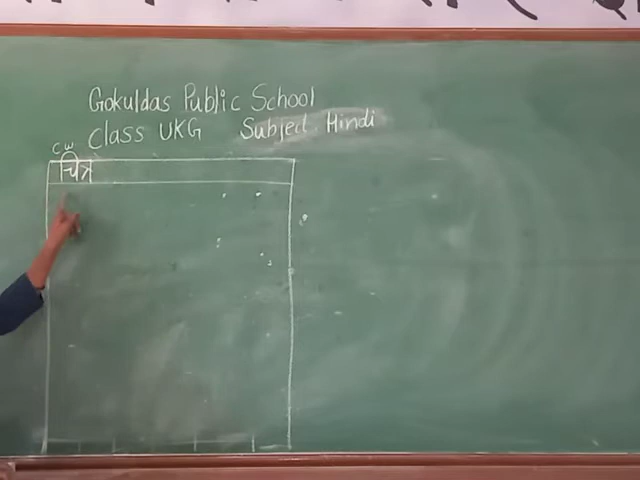 Gokuldas Public School
Class UKG Subject. Hindi
C W
चित्र